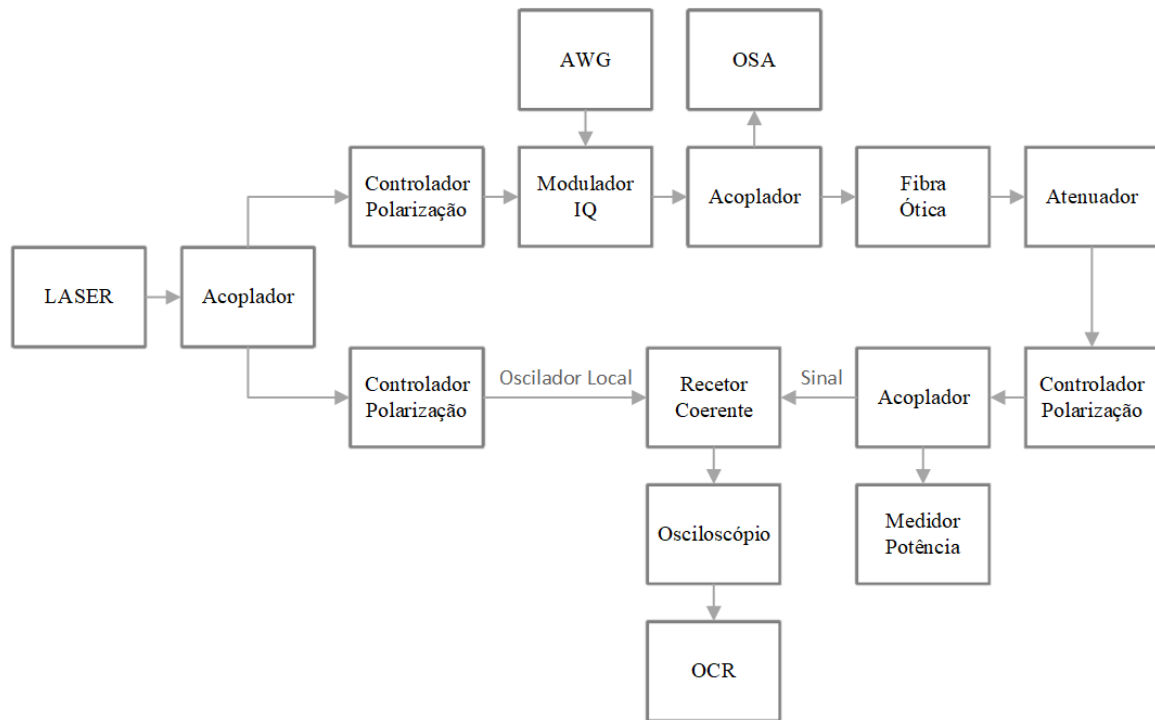 AWG
OSA
Controlador
Polarização
Modulador
IQ
Acoplador
Fibra
Ótica
Atenuador
LASER
Acoplador
Controlador
Polarização
Oscilador Local
Recetor
Coerente
Sinal
Acoplador
Controlador
Polarização
Osciloscópio
Medidor
Potência
OCR